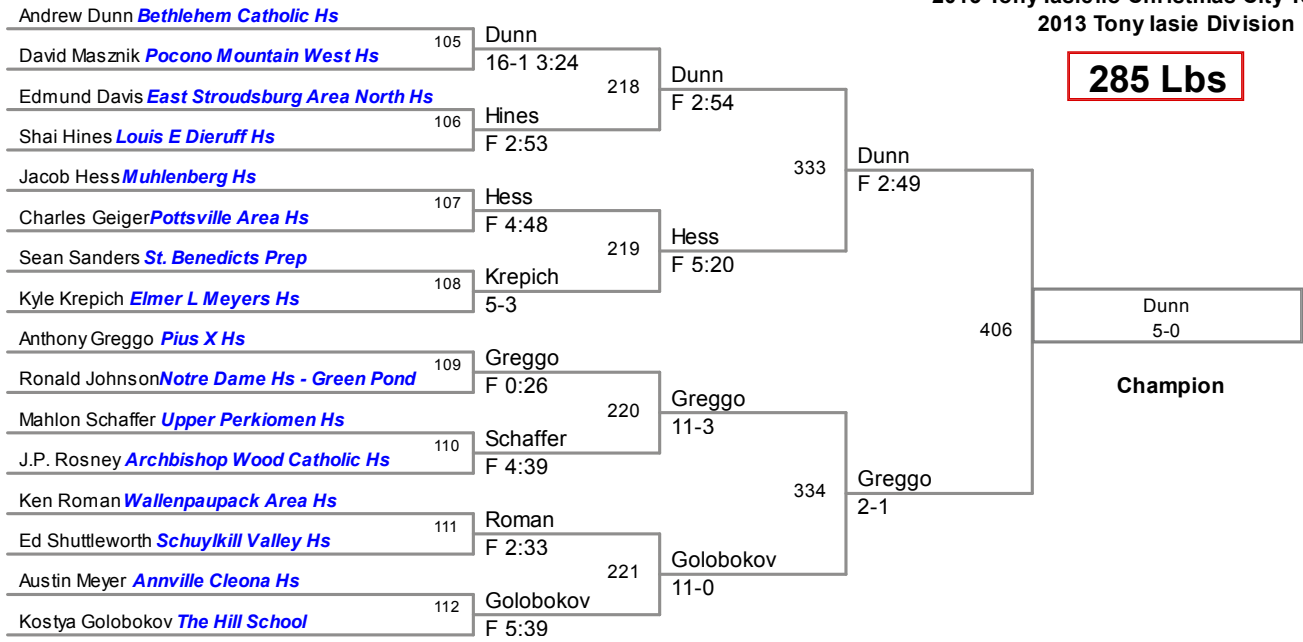 2013 Tony Iasie Division
285 Lbs
Andrew Dunn Bethlehem Catholic Hs
105
David Masznik Pocono Mountain West Hs
Dunn
16-1 3:24
218
Edmund Davis East Stroudsburg Area North Hs
106
Shai Hines Louis E Dieruff Hs
Hines
F 2:53
Dunn
F 2:54
333
Jacob Hess Muhlenberg Hs
107
Charles Geiger Pottsville Area Hs
Hess
F 4:48
219
Sean Sanders St. Benedicts Prep
108
Kyle Krepich Elmer L Meyers Hs
Krepich
5-3
Hess
F 5:20
Dunn
F 2:49
406
Anthony Greggo Pius X Hs
109
Ronald Johnson Notre Dame Hs - Green Pond
Greggo
F 0:26
220
Mahlon Schaffer Upper Perkiomen Hs
110
J.P. Rosney Archbishop Wood Catholic Hs
Schaffer
F 4:39
Greggo
11-3
334
Ken Roman Wallenpaupack Area Hs
111
Ed Shuttleworth Schuylkill Valley Hs
Roman
F 2:33
221
Austin Meyer Annville Cleona Hs
112
Kostya Golobokov The Hill School
Golobokov
F 5:39
Golobokov
11-0
Greggo
2-1
Dunn
5-0
Champion